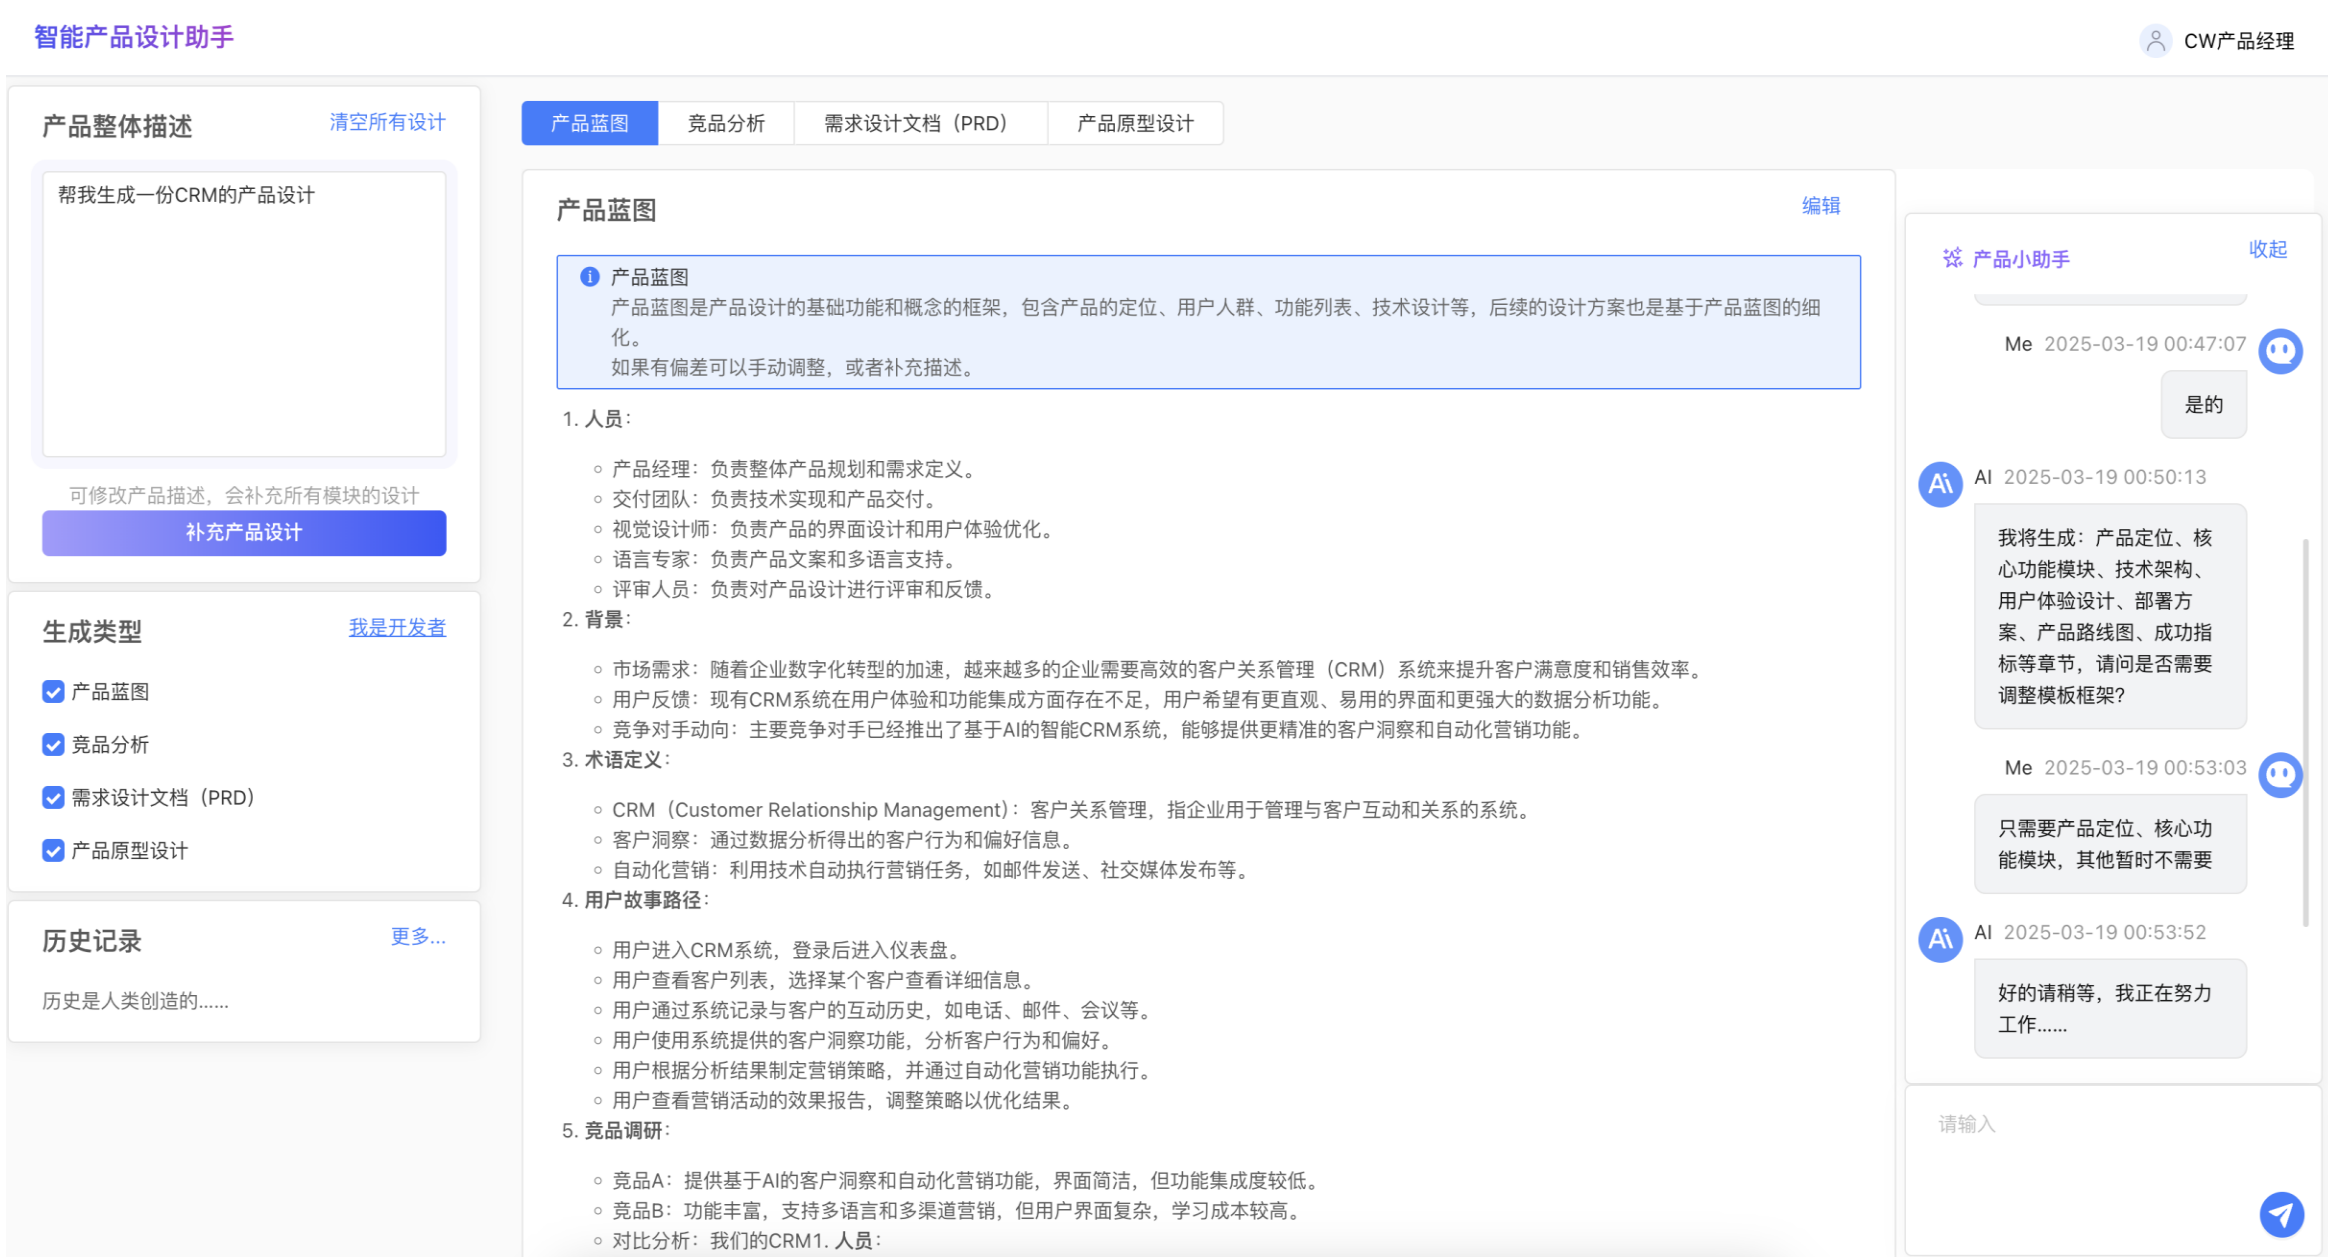 智能产品设计助手
CW产品经理
产品整体描述
清空所有设计
帮我生成一份CRM的产品设计
可修改产品描述，会补充所有模块的设计
补充产品设计
生成类型
我是开发者
产品蓝图
竞品分析
需求设计文档（PRD）
产品原型设计
历史记录
更多...
历史是人类创造的......
产品蓝图
竞品分析
需求设计文档（PRD）
产品原型设计
产品蓝图
编辑
产品蓝图
产品蓝图是产品设计的基础功能和概念的框架，包含产品的定位、用户人群、功能列表、技术设计等，后续的设计方案也是基于产品蓝图的细
化。
如果有偏差可以手动调整，或者补充描述。
1. 人员：
产品经理：负责整体产品规划和需求定义。
交付团队：负责技术实现和产品交付。
视觉设计师：负责产品的界面设计和用户体验优化。
语言专家：负责产品文案和多语言支持。
评审人员：负责对产品设计进行评审和反馈。
2. 背景：
市场需求：随着企业数字化转型的加速，越来越多的企业需要高效的客户关系管理（CRM）系统来提升客户满意度和销售效率。
用户反馈：现有CRM系统在用户体验和功能集成方面存在不足，用户希望有更直观、易用的界面和更强大的数据分析功能。
竞争对手动向：主要竞争对手已经推出了基于AI的智能CRM系统，能够提供更精准的客户洞察和自动化营销功能。
3. 术语定义：
CRM（Customer Relationship Management）：客户关系管理，指企业用于管理与客户互动和关系的系统。
客户洞察：通过数据分析得出的客户行为和偏好信息。
自动化营销：利用技术自动执行营销任务，如邮件发送、社交媒体发布等。
4. 用户故事路径：
用户进入CRM系统，登录后进入仪表盘。
用户查看客户列表，选择某个客户查看详细信息。
用户通过系统记录与客户的互动历史，如电话、邮件、会议等。
用户使用系统提供的客户洞察功能，分析客户行为和偏好。
用户根据分析结果制定营销策略，并通过自动化营销功能执行。
用户查看营销活动的效果报告，调整策略以优化结果。
5. 竞品调研：
竞品A：提供基于AI的客户洞察和自动化营销功能，界面简洁，但功能集成度较低。
竞品B：功能丰富，支持多语言和多渠道营销，但用户界面复杂，学习成本较高。
对比分析：我们的CRM1. 人员：
产品小助手
收起
Me 2025-03-19 00:47:07
是的
AI 2025-03-19 00:50:13
我将生成：产品定位、核
心功能模块、技术架构、
用户体验设计、部署方
案、产品路线图、成功指
标等章节，请问是否需要
调整模板框架?
Me 2025-03-19 00:53:03
只需要产品定位、核心功
能模块，其他暂时不需要
AI 2025-03-19 00:53:52
好的请稍等，我正在努力
工作......
请输入